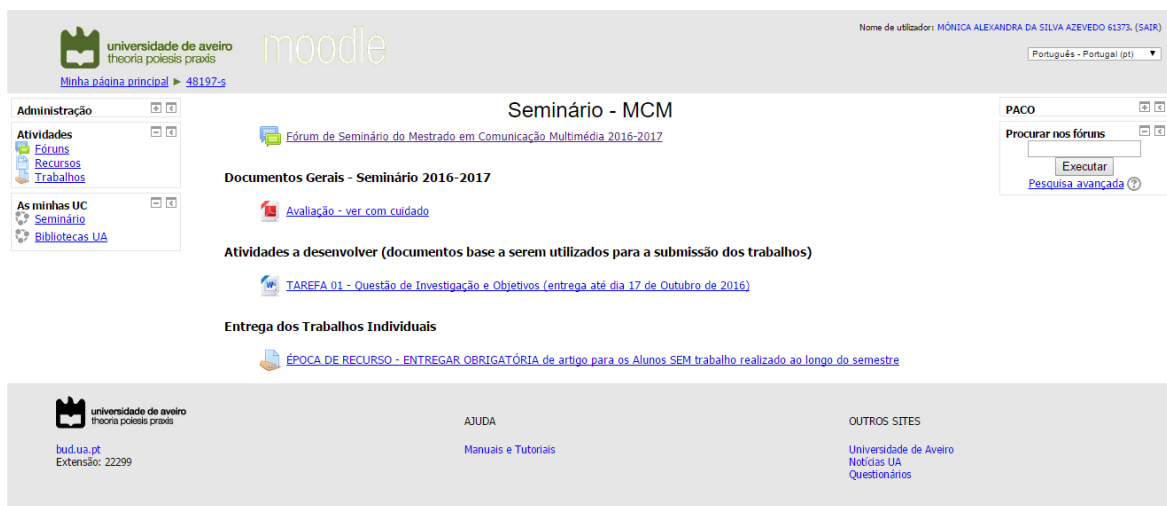 universidade de aveiro
theoria poiesis praxis
moodle
Nome de utilizador: MÓNICA ALEXANDRA DA SILVA AZEVEDO 61373. (SAIR)
Português - Portugal (pt)
Minha página principal ► 48197-s
Administração
Atividades
Fóruns
Recursos
Trabalhos
As minhas UC
Seminário
Bibliotecas UA
Seminário - MCM
Fórum de Seminário do Mestrado em Comunicação Multimédia 2016-2017
Documentos Gerais - Seminário 2016-2017
Avaliação - ver com cuidado
Atividades a desenvolver (documentos base a serem utilizados para a submissão dos trabalhos)
TAREFA 01 - Questão de Investigação e Objetivos (entrega até dia 17 de Outubro de 2016)
Entrega dos Trabalhos Individuais
ÉPOCA DE RECURSO - ENTREGAR OBRIGATÓRIA de artigo para os Alunos SEM trabalho realizado ao longo do semestre
PACO
Procurar nos fóruns
Executar
Pesquisa avançada ?
universidade de aveiro
theoria poiesis praxis
bud.ua.pt
Extensão: 22299
AJUDA
Manuais e Tutoriais
OUTROS SITES
Universidade de Aveiro
Notícias UA
Questionários